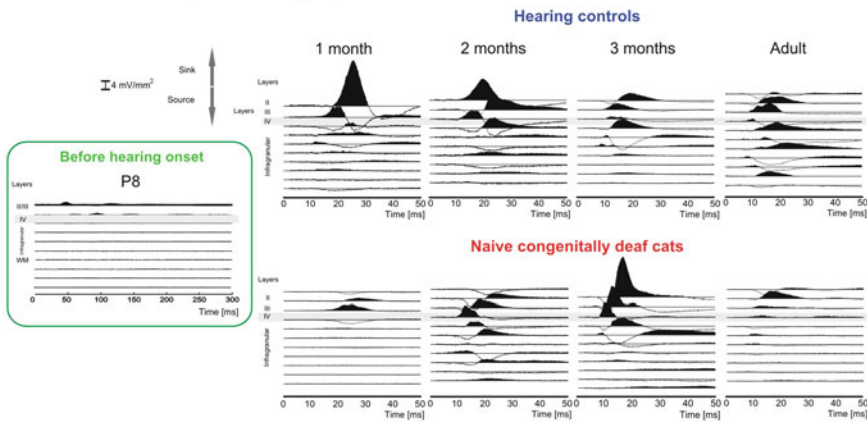 Hearing controls
1 month
2 months
3 months
Adult
Sink
4 mV/mm²
Source
Layers
Layers
II
III
IV
Infragranular
0 10 20 30 40 50
Time [ms]
Layers
II
III
IV
Infragranular
0 10 20 30 40 50
Time [ms]
0 10 20 30 40 50
Time [ms]
0 10 20 30 40 50
Time [ms]
Before hearing onset
P8
Layers
II/III
IV
Infragranular
WM
0 50 100 150 200 250 300
Time [ms]
Naive congenitally deaf cats
Layers
II
III
IV
Infragranular
0 10 20 30 40 50
Time [ms]
0 10 20 30 40 50
Time [ms]
0 10 20 30 40 50
Time [ms]
0 10 20 30 40 50
Time [ms]